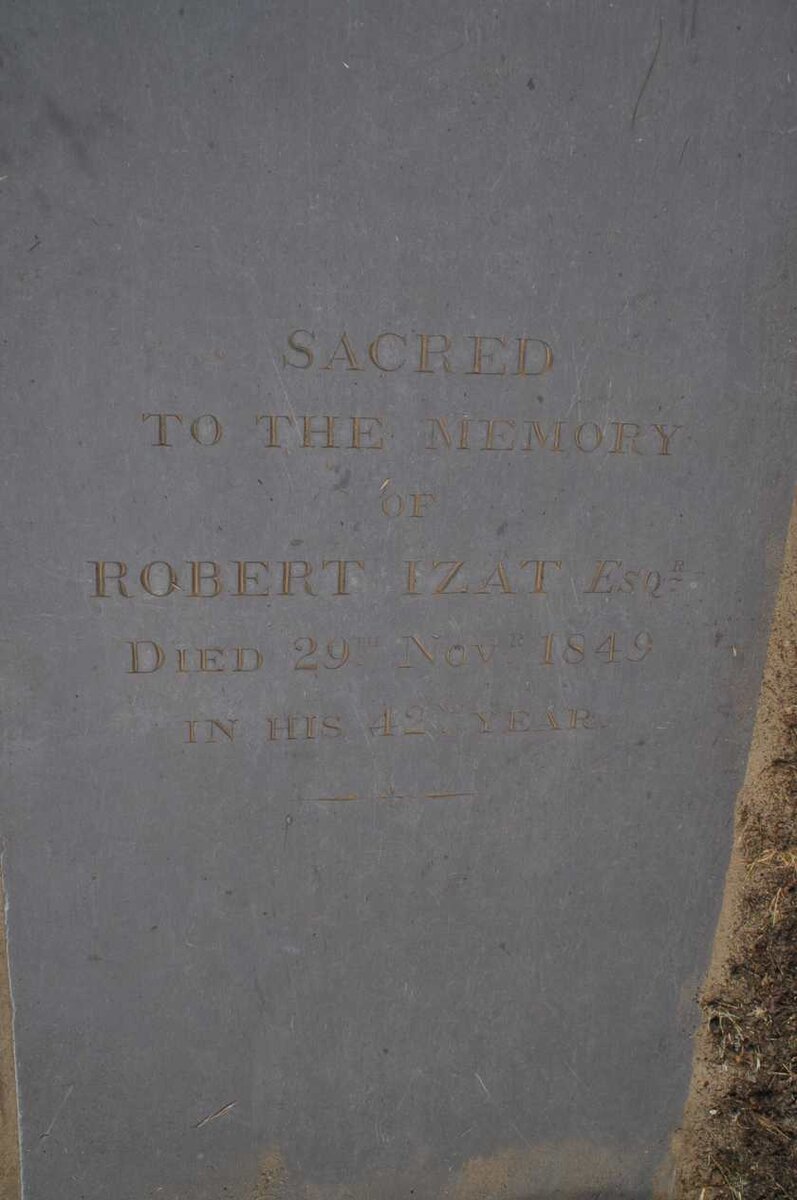 SACRED
TO THE MEMORY
OF
ROBERT IZAT ESQR
DIED 29TH NOVR 1849
IN HIS 42ND YEAR.